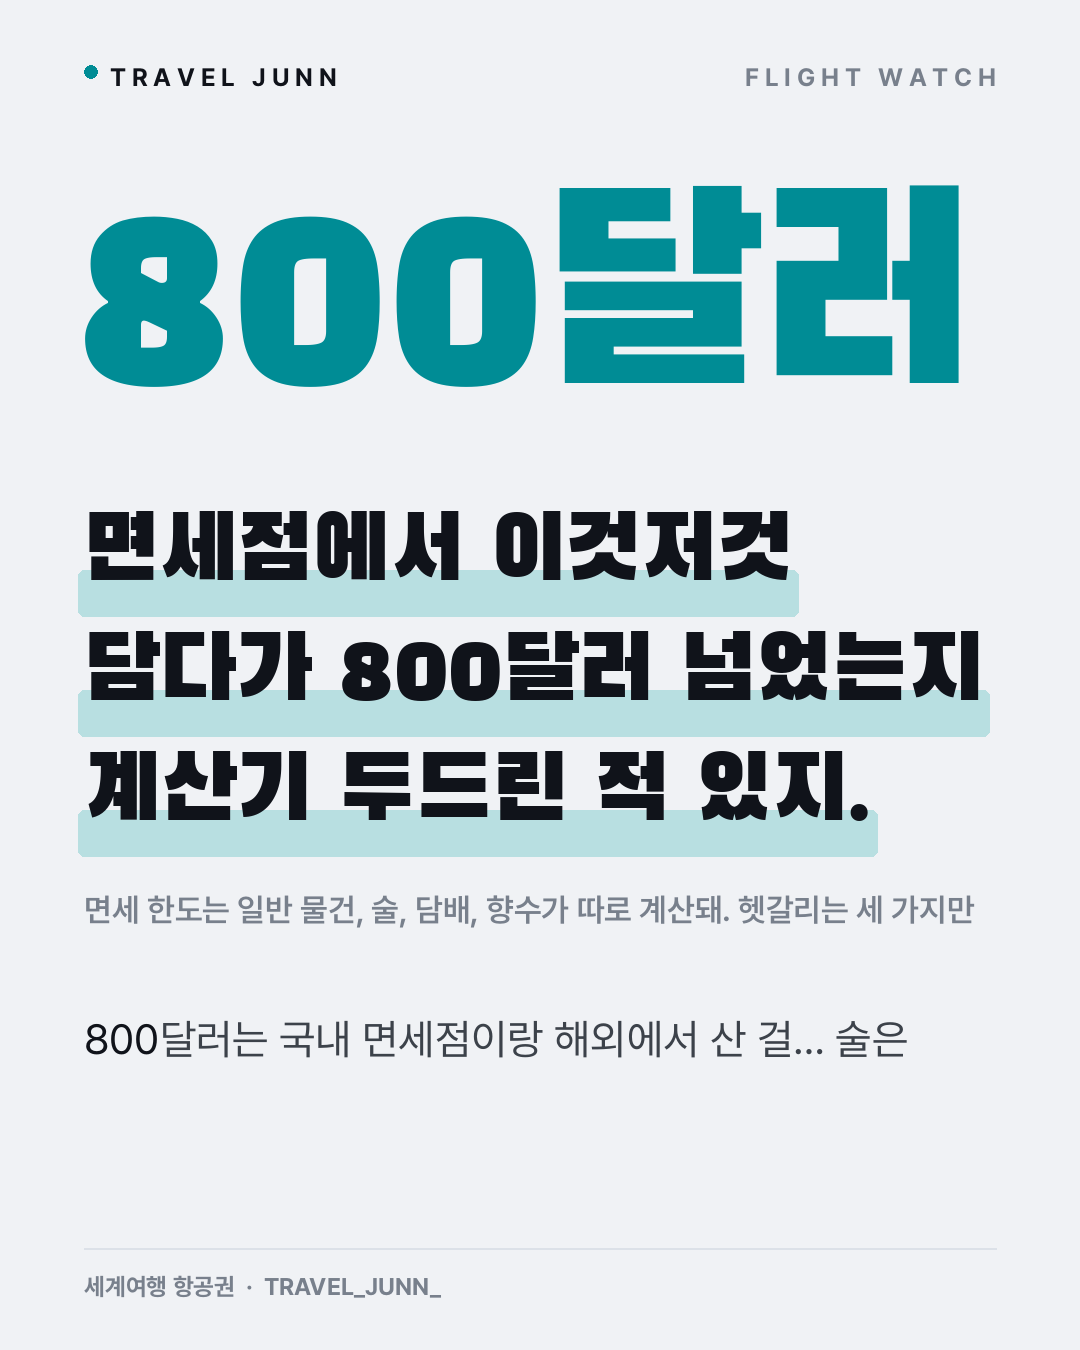 TRAVEL JUNN
FLIGHT WATCH
800달러
면세점에서 이것저것
담다가 800달러 넘었는지
계산기 두드린 적 있지.
면세 한도는 일반 물건, 술, 담배, 향수가 따로 계산돼. 헷갈리는 세 가지만
800달러는 국내 면세점이랑 해외에서 산 걸... 술은
세계여행 항공권 · TRAVEL_JUNN_